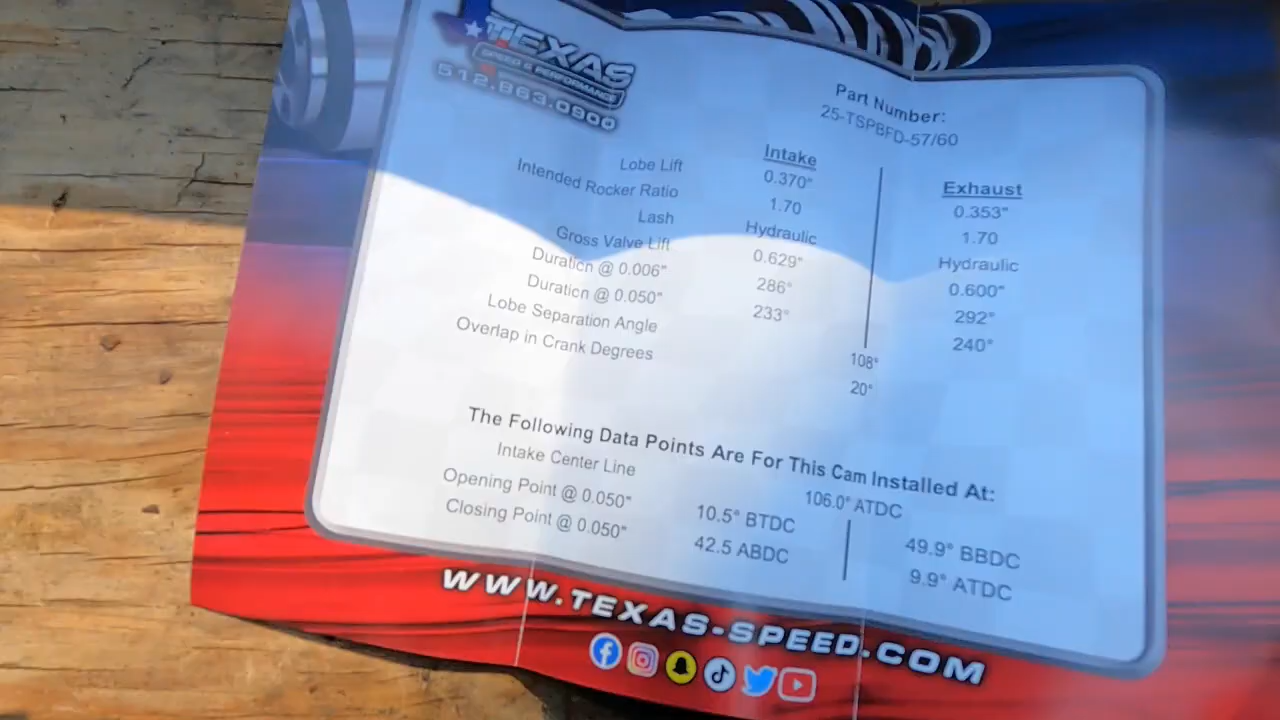 TEXAS
SPEED & PERFORMANCE
512.863.0900
Part Number:
25-TSPBFD-57/60
Intake Exhaust
Lobe Lift 0.370" 0.353"
Intended Rocker Ratio 1.70 1.70
Lash Hydraulic Hydraulic
Gross Valve Lift 0.629" 0.600"
Duration @ 0.006" 286° 292°
Duration @ 0.050" 233° 240°
Lobe Separation Angle 108°
Overlap in Crank Degrees 20°
The Following Data Points Are For This Cam Installed At:
Intake Center Line 106.0° ATDC
Opening Point @ 0.050" 10.5° BTDC 49.9° BBDC
Closing Point @ 0.050" 42.5 ABDC 9.9° ATDC
WWW.TEXAS-SPEED.COM